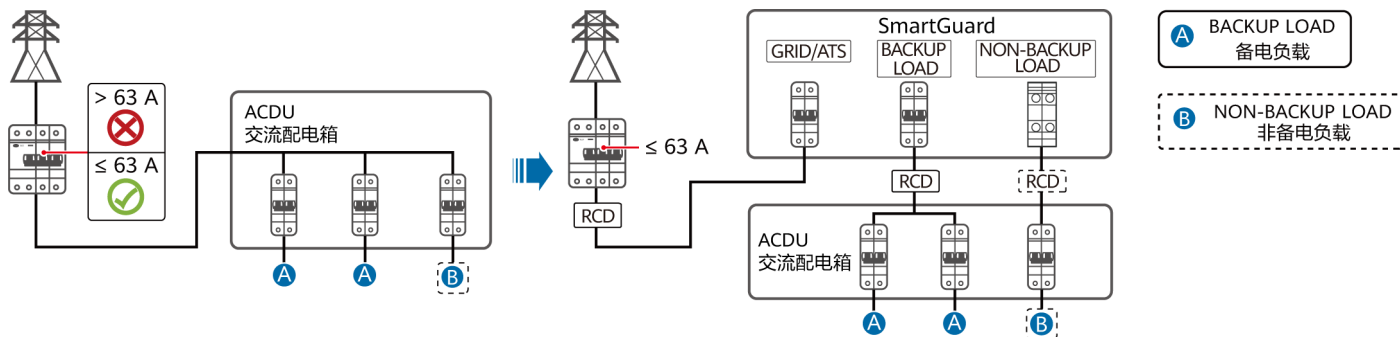 > 63 A
≤ 63 A
ACDU
交流配电箱
A
A
B
≤ 63 A
RCD
SmartGuard
GRID/ATS
BACKUP
LOAD
NON-BACKUP
LOAD
RCD
RCD
ACDU
交流配电箱
A
A
B
A
BACKUP LOAD
备电负载
B
NON-BACKUP LOAD
非备电负载